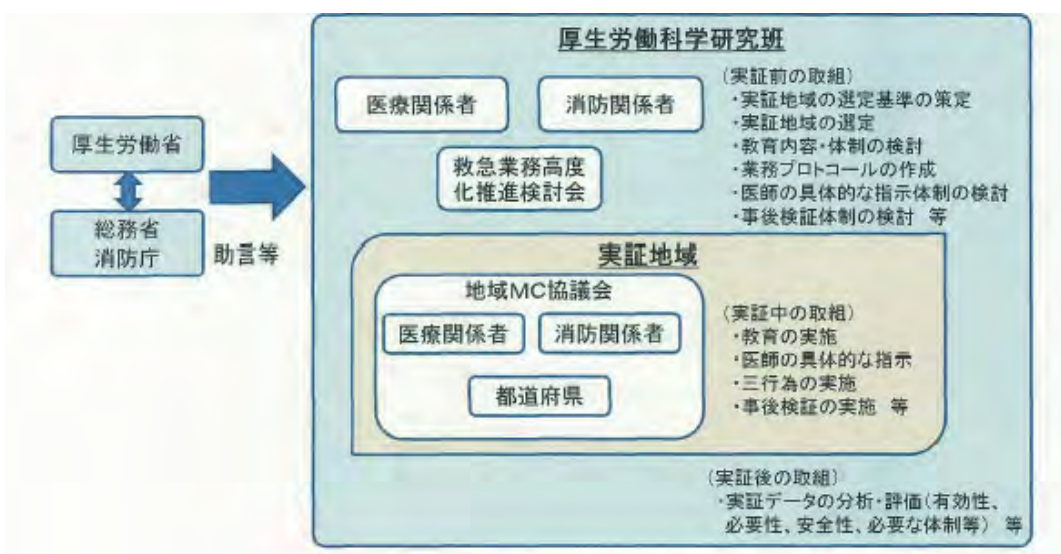 厚生労働省
総務省
消防庁
助言等
厚生労働科学研究班
医療関係者
消防関係者
救急業務高度
化推進検討会
(実証前の取組)
・実証地域の選定基準の策定
・実証地域の選定
・教育内容・体制の検討
・業務プロトコールの作成
・医師の具体的な指示体制の検討
・事後検証体制の検討 等
実証地域
地域MC協議会
医療関係者
消防関係者
都道府県
(実証中の取組)
・教育の実施
・医師の具体的な指示
・三行為の実施
・事後検証の実施 等
(実証後の取組)
・実証データの分析・評価(有効性、
必要性、安全性、必要な体制等) 等